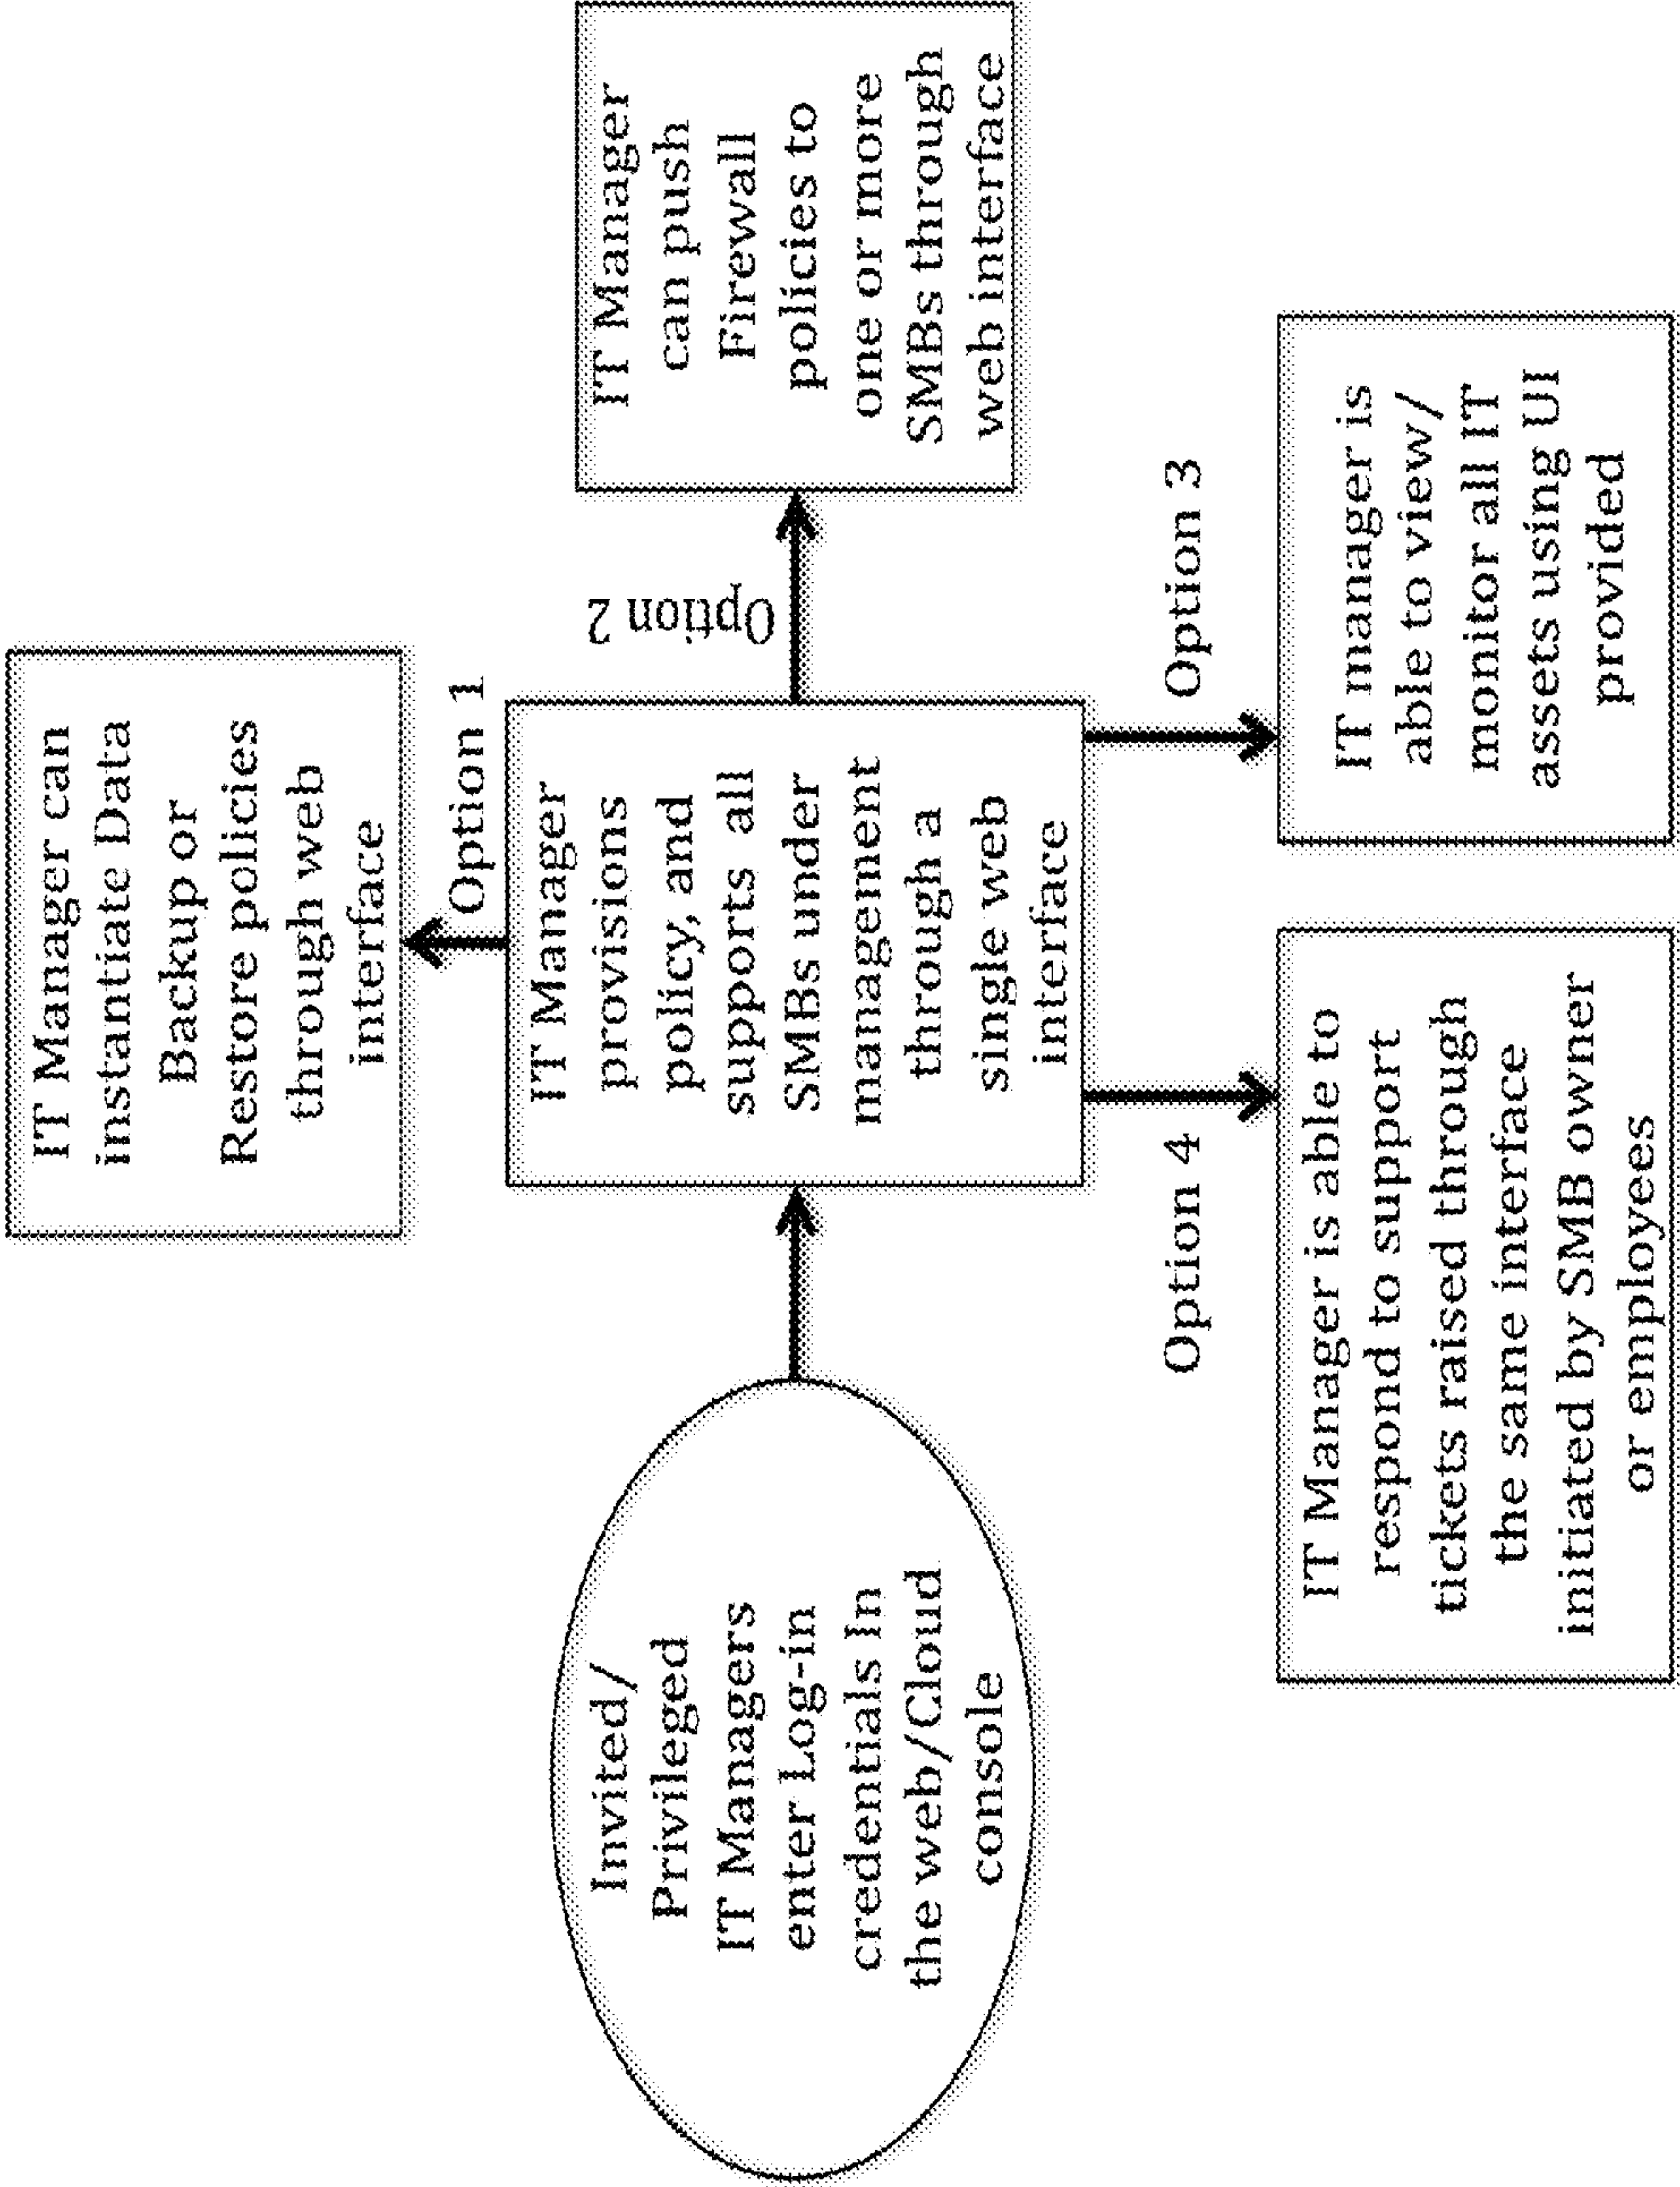 Invited/
Privileged
IT Managers
enter Log-in
credentials In
the web/Cloud
console
IT Manager can
instantiate Data
Backup or
Restore policies
through web
interface
Option 1
IT Manager
provisions
policy, and
supports all
SMBs under
management
through a
single web
interface
Option 2
IT Manager
can push
Firewall
policies to
one or more
SMBs through
web interface
Option 3
IT manager is
able to view/
monitor all IT
assets using UI
provided
Option 4
IT Manager is able to
respond to support
tickets raised through
the same interface
initiated by SMB owner
or employees